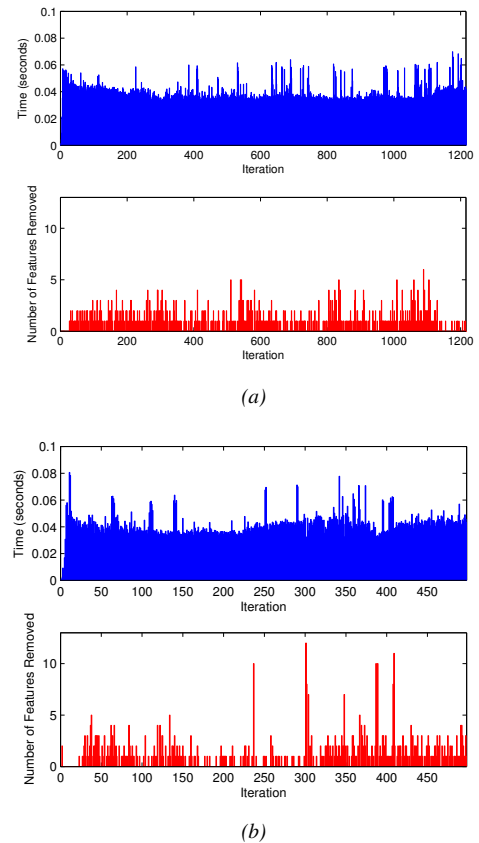 0.1
0.08
0.06
0.04
0.02
0
Time (seconds)
0 200 400 600 800 1000 1200
Iteration
10
5
0
Number of Features Removed
0 200 400 600 800 1000 1200
Iteration
(a)
0.1
0.08
0.06
0.04
0.02
0
Time (seconds)
0 50 100 150 200 250 300 350 400 450
Iteration
10
5
0
Number of Features Removed
0 50 100 150 200 250 300 350 400 450
Iteration
(b)